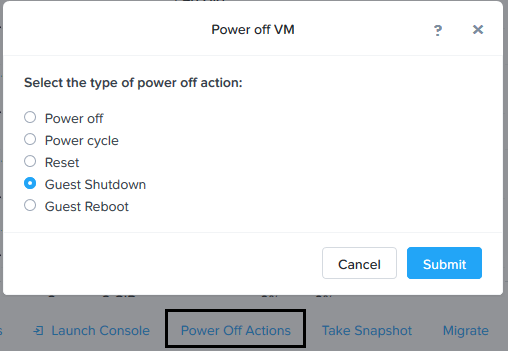 Power off VM ? ×
Select the type of power off action:
Power off
Power cycle
Reset
Guest Shutdown
Guest Reboot
Cancel Submit
s Launch Console Power Off Actions Take Snapshot Migrate